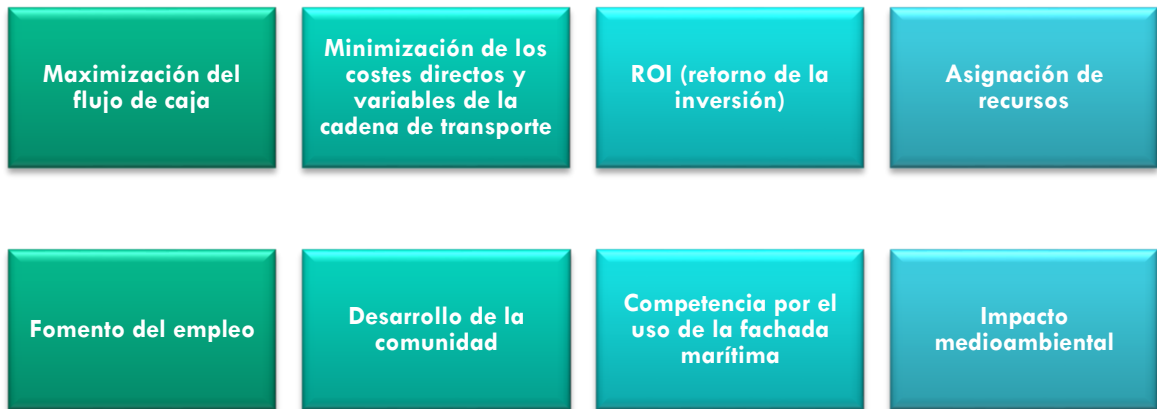 Maximización del
flujo de caja
Minimización de los
costes directos y
variables de la
cadena de transporte
ROI (retorno de la
inversión)
Asignación de
recursos
Fomento del empleo
Desarrollo de la
comunidad
Competencia por el
uso de la fachada
marítima
Impacto
medioambiental